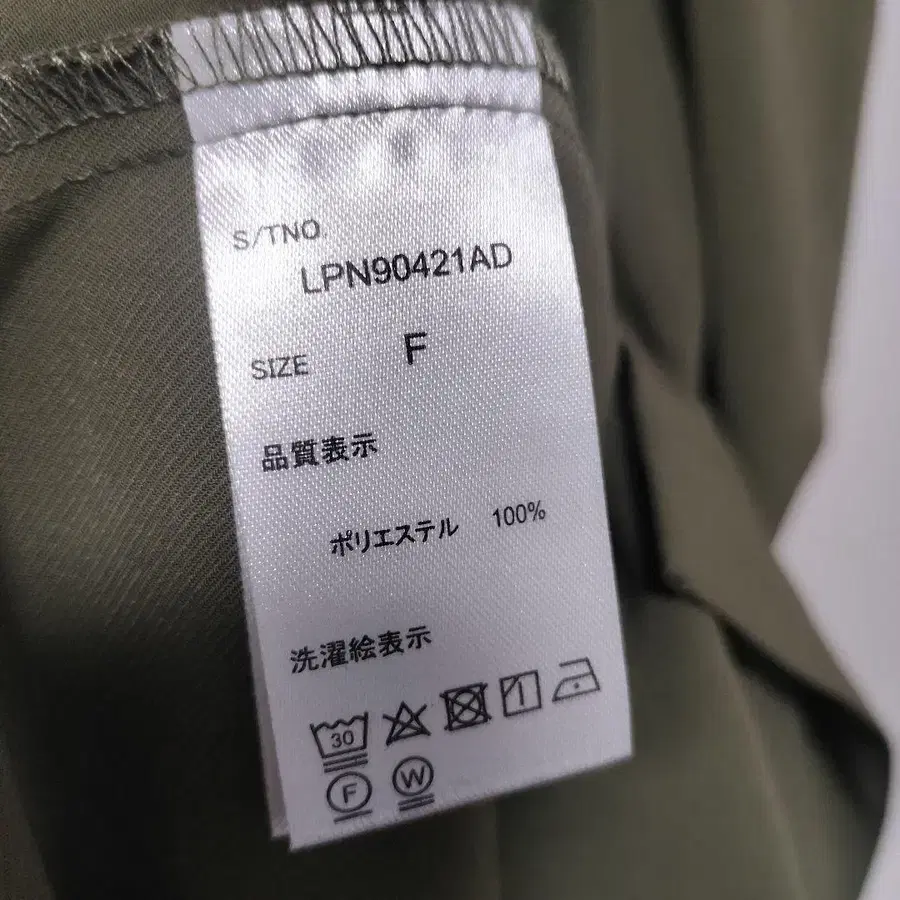 S/TNO.
LPN90421AD
SIZE F
品質表示
ポリエステル 100%
洗濯絵表示
30
F W